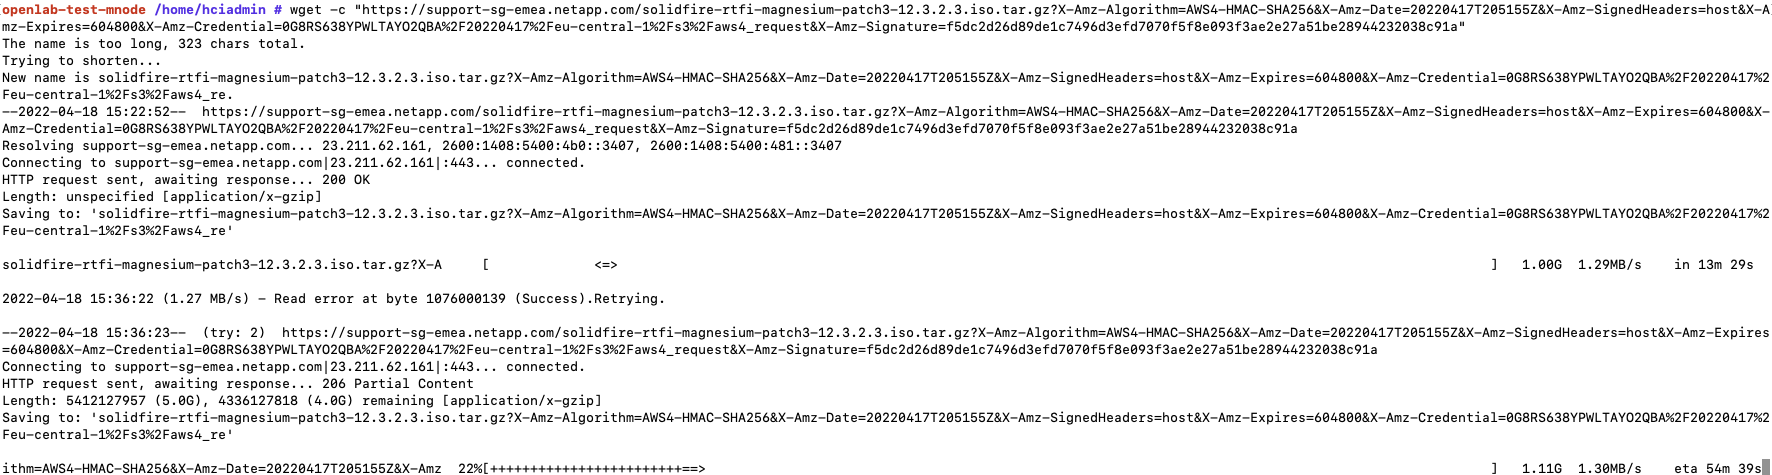 openlab-test-mnode /home/hciadmin # wget -c "https://support-sg-emea.netapp.com/solidfire-rtfi-magnesium-patch3-12.3.2.3.iso.tar.gz?X-Amz-Algorithm=AWS4-HMAC-SHA256&X-Amz-Date=20220417T205155Z&X-Amz-SignedHeaders=host&X-A
mz-Expires=604800&X-Amz-Credential=0G8RS638YPWLTAYO2QBA%2F20220417%2Feu-central-1%2Fs3%2Faws4_request&X-Amz-Signature=f5dc2d26d89de1c7496d3efd7070f5f8e093f3ae2e27a51be28944232038c91a"
The name is too long, 323 chars total.
Trying to shorten...
New name is solidfire-rtfi-magnesium-patch3-12.3.2.3.iso.tar.gz?X-Amz-Algorithm=AWS4-HMAC-SHA256&X-Amz-Date=20220417T205155Z&X-Amz-SignedHeaders=host&X-Amz-Expires=604800&X-Amz-Credential=0G8RS638YPWLTAYO2QBA%2F20220417%2
Feu-central-1%2Fs3%2Faws4_re.
--2022-04-18 15:22:52--  https://support-sg-emea.netapp.com/solidfire-rtfi-magnesium-patch3-12.3.2.3.iso.tar.gz?X-Amz-Algorithm=AWS4-HMAC-SHA256&X-Amz-Date=20220417T205155Z&X-Amz-SignedHeaders=host&X-Amz-Expires=604800&X-
Amz-Credential=0G8RS638YPWLTAYO2QBA%2F20220417%2Feu-central-1%2Fs3%2Faws4_request&X-Amz-Signature=f5dc2d26d89de1c7496d3efd7070f5f8e093f3ae2e27a51be28944232038c91a
Resolving support-sg-emea.netapp.com... 23.211.62.161, 2600:1408:5400:4b0::3407, 2600:1408:5400:481::3407
Connecting to support-sg-emea.netapp.com|23.211.62.161|:443... connected.
HTTP request sent, awaiting response... 200 OK
Length: unspecified [application/x-gzip]
Saving to: 'solidfire-rtfi-magnesium-patch3-12.3.2.3.iso.tar.gz?X-Amz-Algorithm=AWS4-HMAC-SHA256&X-Amz-Date=20220417T205155Z&X-Amz-SignedHeaders=host&X-Amz-Expires=604800&X-Amz-Credential=0G8RS638YPWLTAYO2QBA%2F20220417%2
Feu-central-1%2Fs3%2Faws4_re'
solidfire-rtfi-magnesium-patch3-12.3.2.3.iso.tar.gz?X-A     [             <=>                                                                                                             ]   1.00G  1.29MB/s    in 13m 29s
2022-04-18 15:36:22 (1.27 MB/s) - Read error at byte 1076000139 (Success).Retrying.
--2022-04-18 15:36:23--  (try: 2)  https://support-sg-emea.netapp.com/solidfire-rtfi-magnesium-patch3-12.3.2.3.iso.tar.gz?X-Amz-Algorithm=AWS4-HMAC-SHA256&X-Amz-Date=20220417T205155Z&X-Amz-SignedHeaders=host&X-Amz-Expires
=604800&X-Amz-Credential=0G8RS638YPWLTAYO2QBA%2F20220417%2Feu-central-1%2Fs3%2Faws4_request&X-Amz-Signature=f5dc2d26d89de1c7496d3efd7070f5f8e093f3ae2e27a51be28944232038c91a
Connecting to support-sg-emea.netapp.com|23.211.62.161|:443... connected.
HTTP request sent, awaiting response... 206 Partial Content
Length: 5412127957 (5.0G), 4336127818 (4.0G) remaining [application/x-gzip]
Saving to: 'solidfire-rtfi-magnesium-patch3-12.3.2.3.iso.tar.gz?X-Amz-Algorithm=AWS4-HMAC-SHA256&X-Amz-Date=20220417T205155Z&X-Amz-SignedHeaders=host&X-Amz-Expires=604800&X-Amz-Credential=0G8RS638YPWLTAYO2QBA%2F20220417%2
Feu-central-1%2Fs3%2Faws4_re'
ithm=AWS4-HMAC-SHA256&X-Amz-Date=20220417T205155Z&X-Amz  22%[++++++++++++++++++++++++==>                                                                                                  ]   1.11G  1.30MB/s    eta 54m 39s